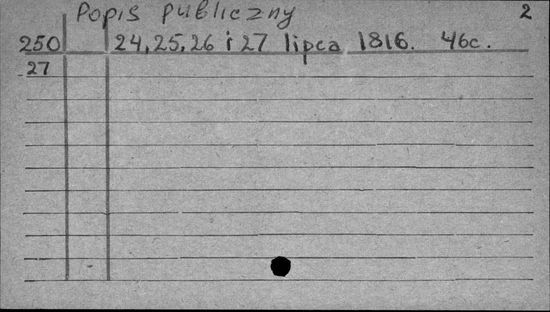 Popis publiczny 2
250 24, 25, 26 i 27 lipca 1816. 46c.
27